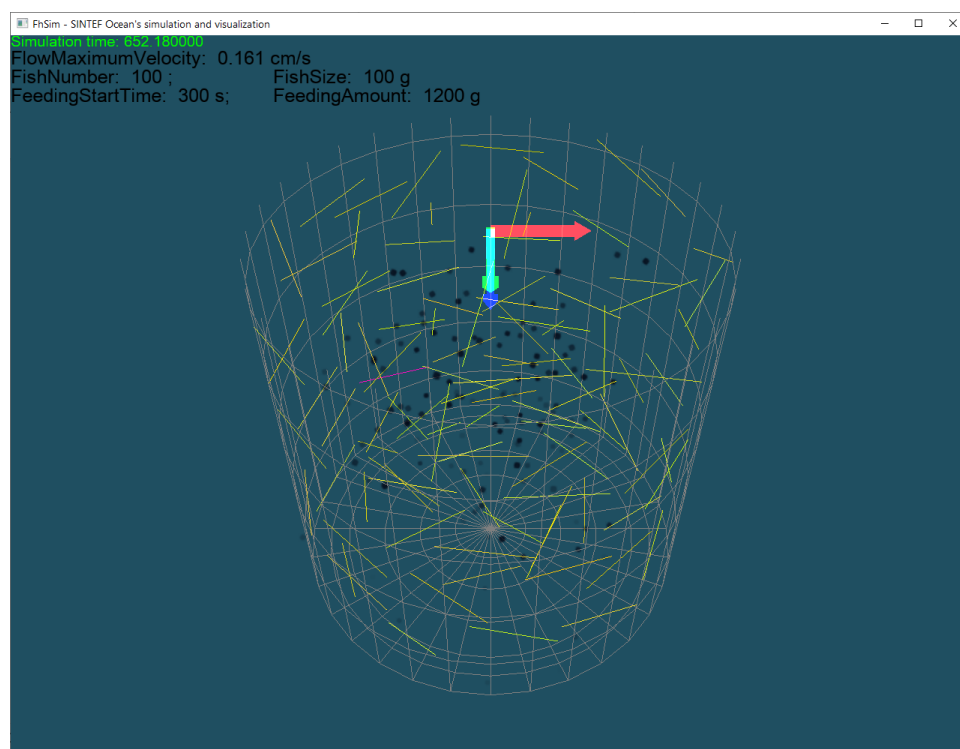 FhSim - SINTEF Ocean's simulation and visualization
Simulation time: 652.180000
FlowMaximumVelocity: 0.161 cm/s
FishNumber: 100 ; FishSize: 100 g
FeedingStartTime: 300 s; FeedingAmount: 1200 g